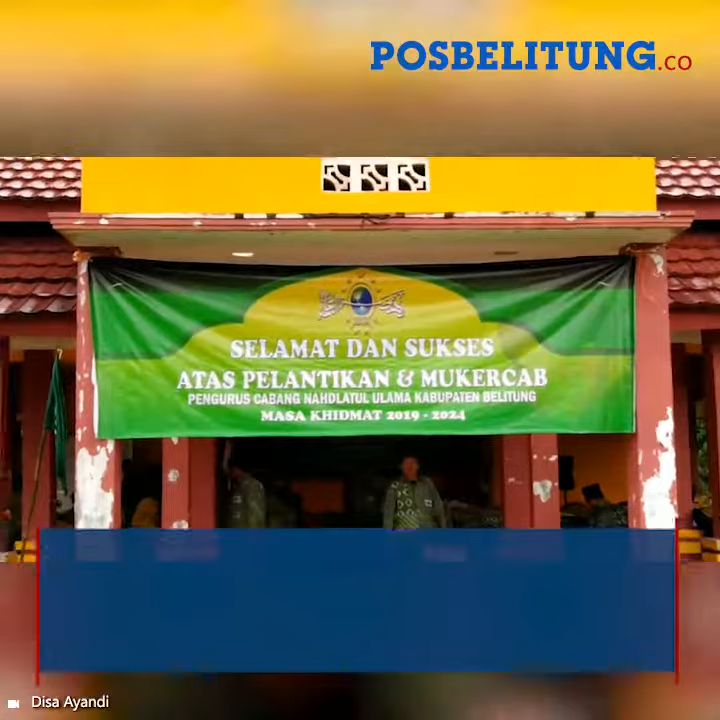 POSBELITUNG.co
SELAMAT DAN SUKSES
ATAS PELANTIKAN & MUKERCAB
PENGURUS CABANG NAHDLATUL ULAMA KABUPATEN BELITUNG
MASA KHIDMAT 2019 - 2024
Disa Ayandi